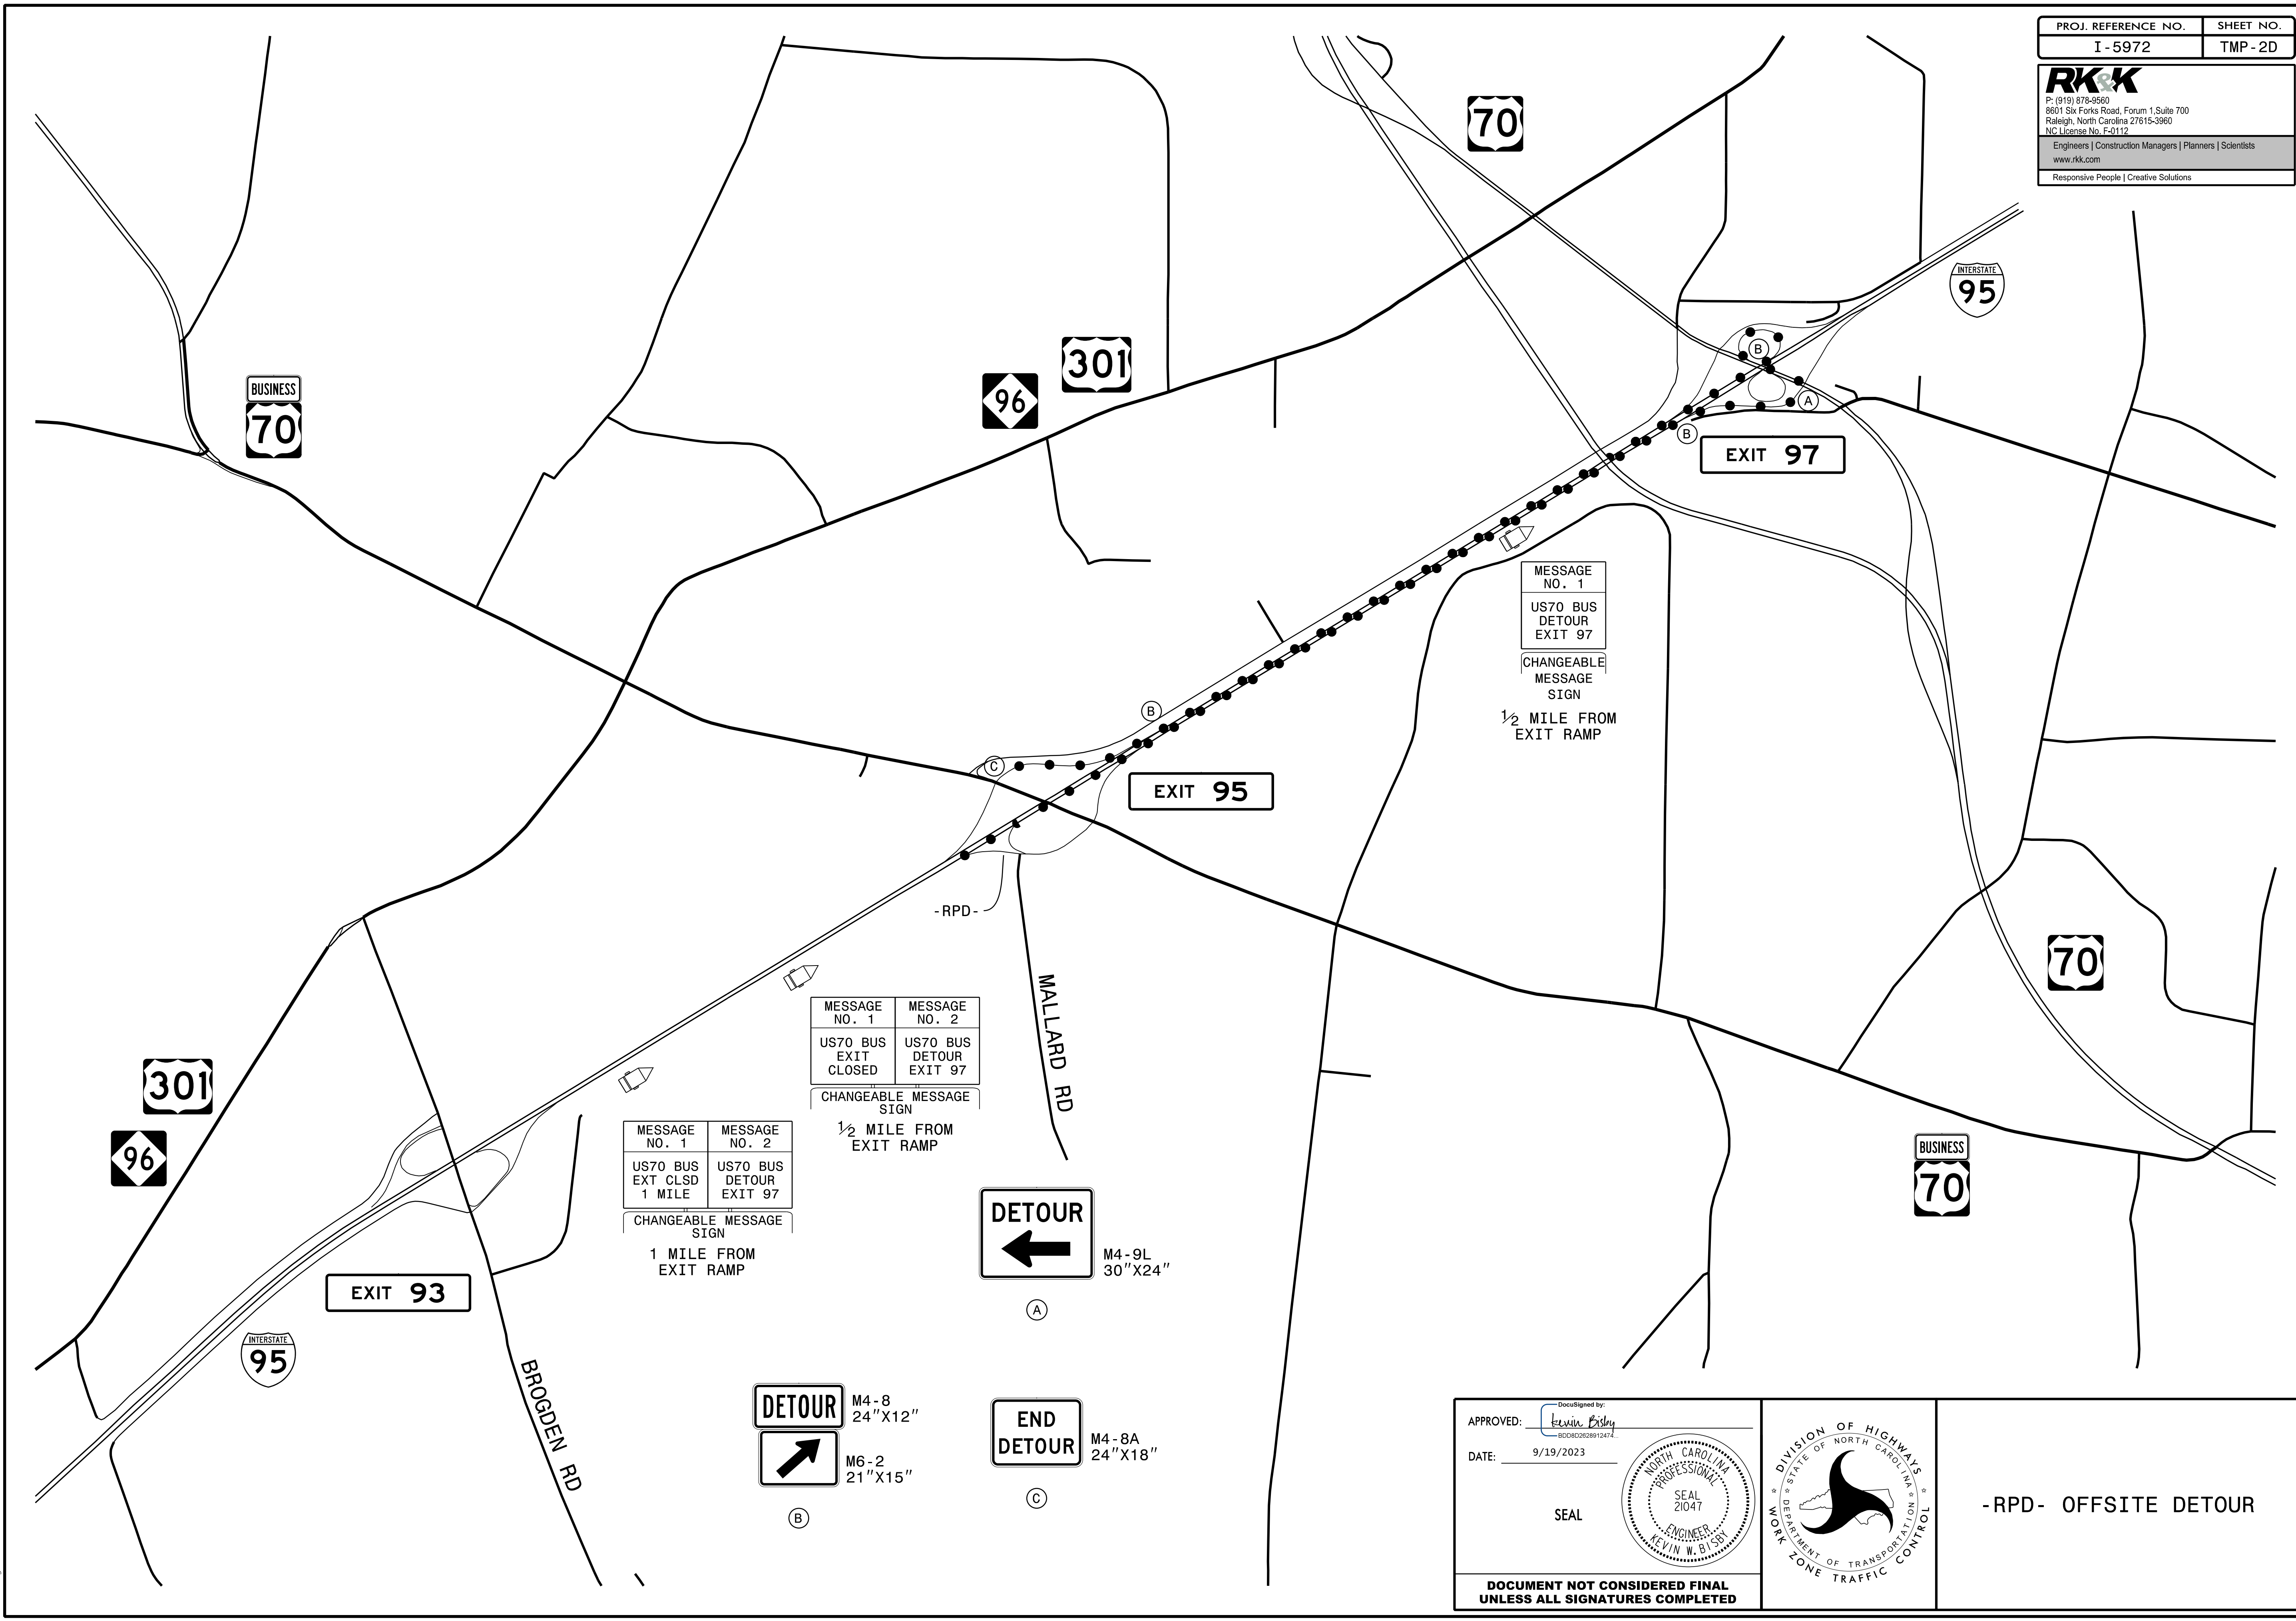 PROJ. REFERENCE NO.
SHEET NO.
I-5972
TMP-2D
RK&K
P: (919) 878-9560
8601 Six Forks Road, Forum 1,Suite 700
Raleigh, North Carolina 27615-3960
NC License No. F-0112
Engineers | Construction Managers | Planners | Scientists
www.rkk.com
Responsive People | Creative Solutions
70
INTERSTATE
95
301
96
BUSINESS
70
B
A
B
EXIT 97
MESSAGE
NO. 1
US70 BUS
DETOUR
EXIT 97
CHANGEABLE
MESSAGE
SIGN
1/2 MILE FROM
EXIT RAMP
B
C
EXIT 95
-RPD-
MALLARD RD
70
MESSAGE
NO. 1
MESSAGE
NO. 2
US70 BUS
EXIT
CLOSED
US70 BUS
DETOUR
EXIT 97
CHANGEABLE MESSAGE
SIGN
1/2 MILE FROM
EXIT RAMP
301
96
MESSAGE
NO. 1
MESSAGE
NO. 2
US70 BUS
EXT CLSD
1 MILE
US70 BUS
DETOUR
EXIT 97
CHANGEABLE MESSAGE
SIGN
1 MILE FROM
EXIT RAMP
BUSINESS
70
DETOUR
M4-9L
30"X24"
A
EXIT 93
INTERSTATE
95
BROGDEN RD
DETOUR
M4-8
24"X12"
M6-2
21"X15"
B
END
DETOUR
M4-8A
24"X18"
C
APPROVED:
DocuSigned by:
Kevin Bisby
BDD8D2628912474...
DATE:
9/19/2023
SEAL
NORTH CAROLINA
PROFESSIONAL
SEAL
21047
ENGINEER
KEVIN W. BISBY
DOCUMENT NOT CONSIDERED FINAL
UNLESS ALL SIGNATURES COMPLETED
DIVISION OF HIGHWAYS
STATE OF NORTH CAROLINA
DEPARTMENT OF TRANSPORTATION
WORK ZONE TRAFFIC CONTROL
-RPD- OFFSITE DETOUR